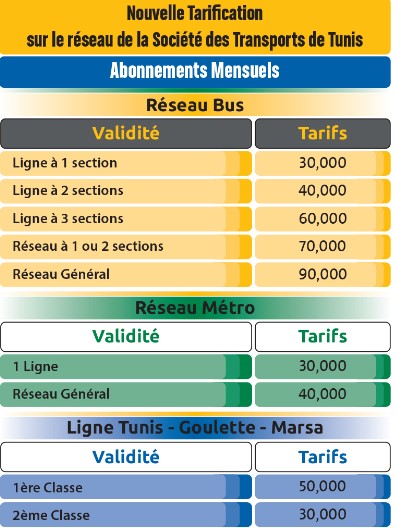 Nouvelle Tarification
sur le réseau de la Société des Transports de Tunis
Abonnements Mensuels
Réseau Bus
Validité Tarifs
Ligne à 1 section 30,000
Ligne à 2 sections 40,000
Ligne à 3 sections 60,000
Réseau à 1 ou 2 sections 70,000
Réseau Général 90,000
Réseau Métro
Validité Tarifs
1 Ligne 30,000
Réseau Général 40,000
Ligne Tunis - Goulette - Marsa
Validité Tarifs
1ère Classe 50,000
2ème Classe 30,000